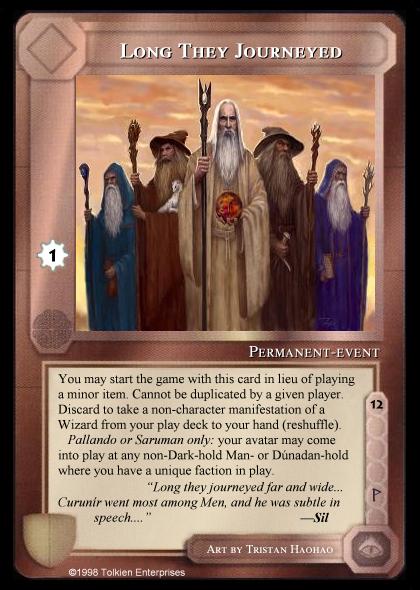 LONG THEY JOURNEYED
1
PERMANENT-EVENT
You may start the game with this card in lieu of playing
a minor item. Cannot be duplicated by a given player.
Discard to take a non-character manifestation of a
Wizard from your play deck to your hand (reshuffle).
Pallando or Saruman only: your avatar may come
into play at any non-Dark-hold Man- or Dúnadan-hold
where you have a unique faction in play.
“Long they journeyed far and wide...
Curunír went most among Men, and he was subtle in
speech....” —Sil
12
ᚹ
ART BY TRISTAN HAOHAO
©1998 Tolkien Enterprises